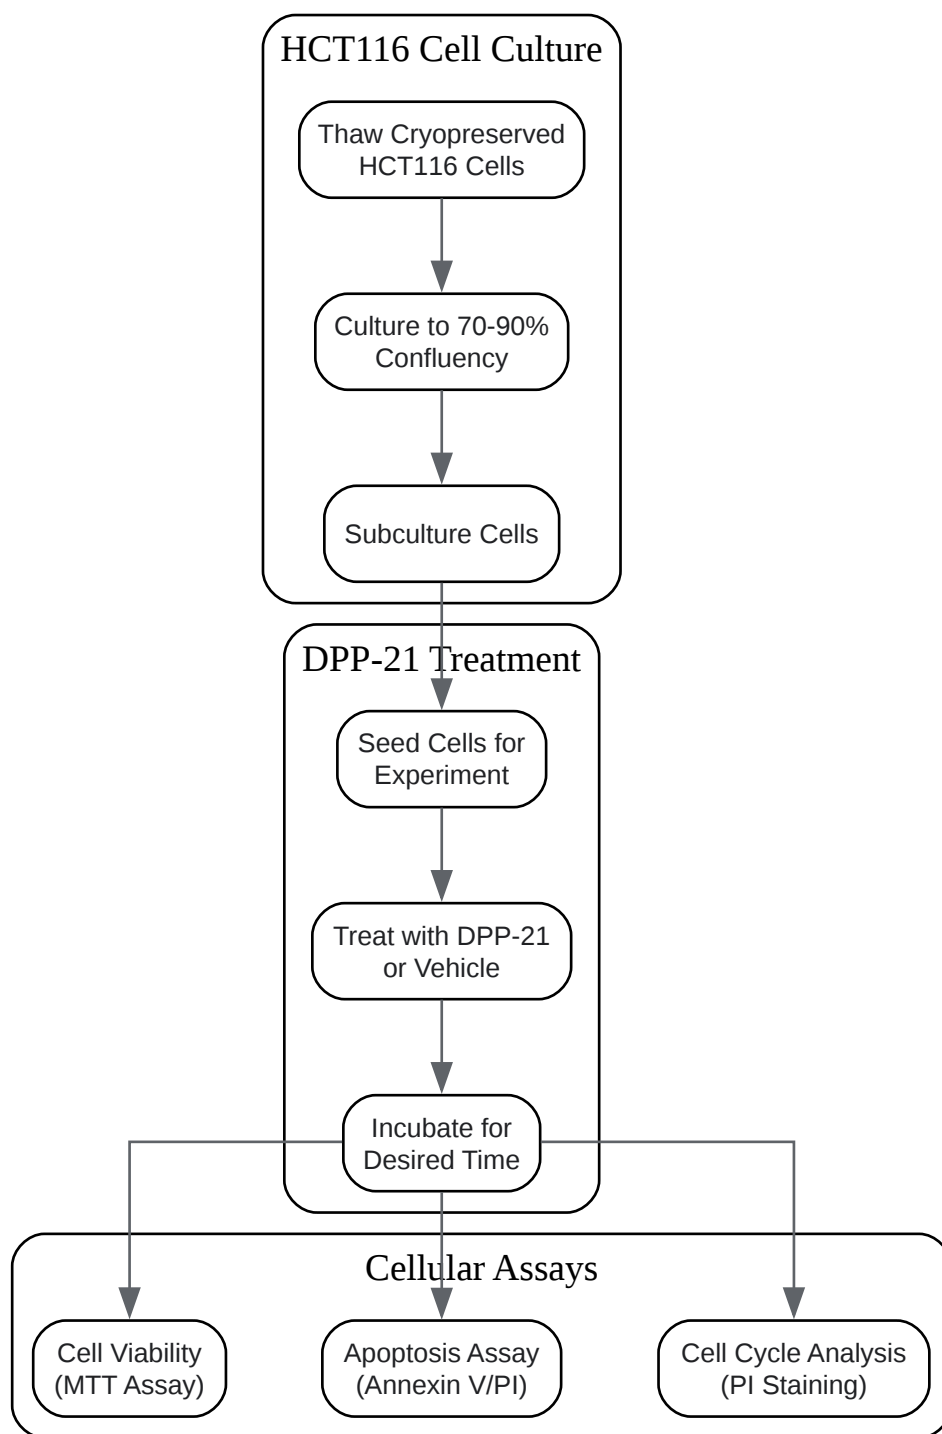 HCT116 Cell Culture
Thaw Cryopreserved
HCT116 Cells
Culture to 70-90%
Confluency
Subculture Cells
DPP-21 Treatment
Seed Cells for
Experiment
Treat with DPP-21
or Vehicle
Incubate for
Desired Time
Cellular Assays
Cell Viability
(MTT Assay)
Apoptosis Assay
(Annexin V/PI)
Cell Cycle Analysis
(PI Staining)